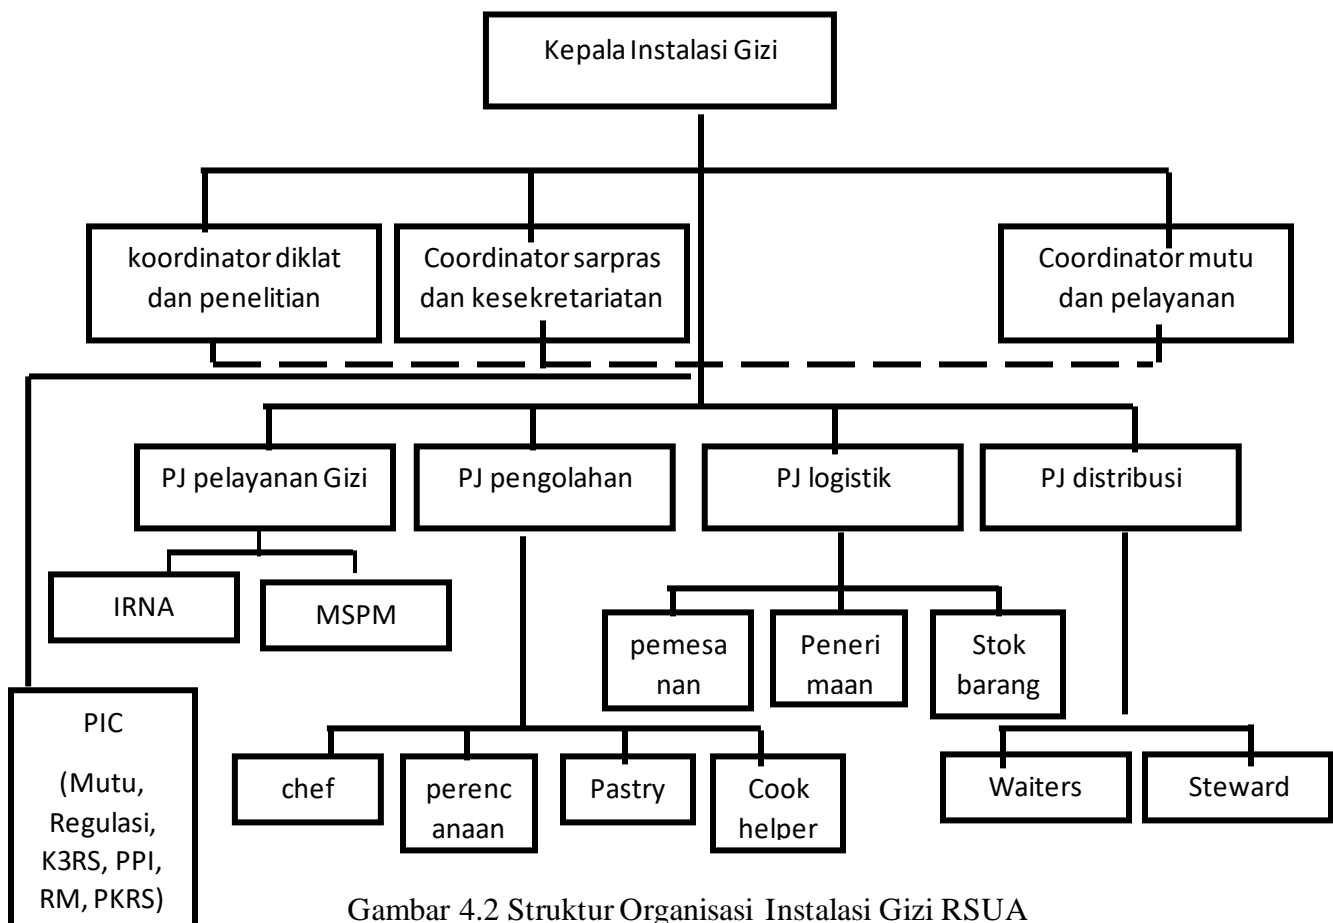 Kepala Instalasi Gizi
koordinator diklat
dan penelitian
Coordinator sarpras
dan kesekretariatan
Coordinator mutu
dan pelayanan
PJ pelayanan Gizi
PJ pengolahan
PJ logistik
PJ distribusi
IRNA
MSPM
pemesa
nan
Peneri
maan
Stok
barang
PIC
(Mutu,
Regulasi,
K3RS, PPI,
RM, PKRS)
chef
perenc
anaan
Pastry
Cook
helper
Waiters
Steward
Gambar 4.2 Struktur Organisasi Instalasi Gizi RSUA